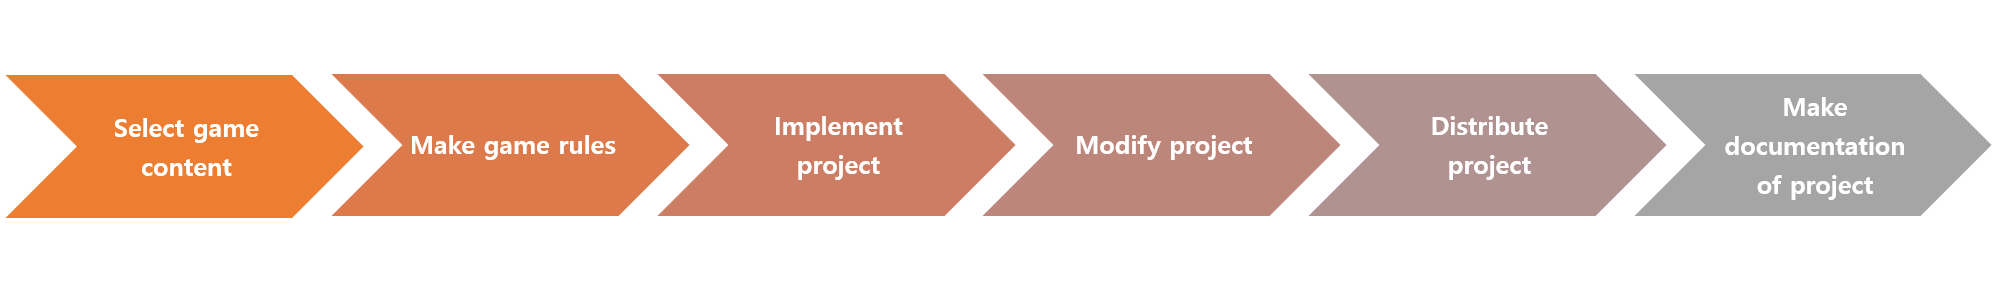 Select game
content
Make game rules
Implement
project
Modify project
Distribute
project
Make
documentation
of project